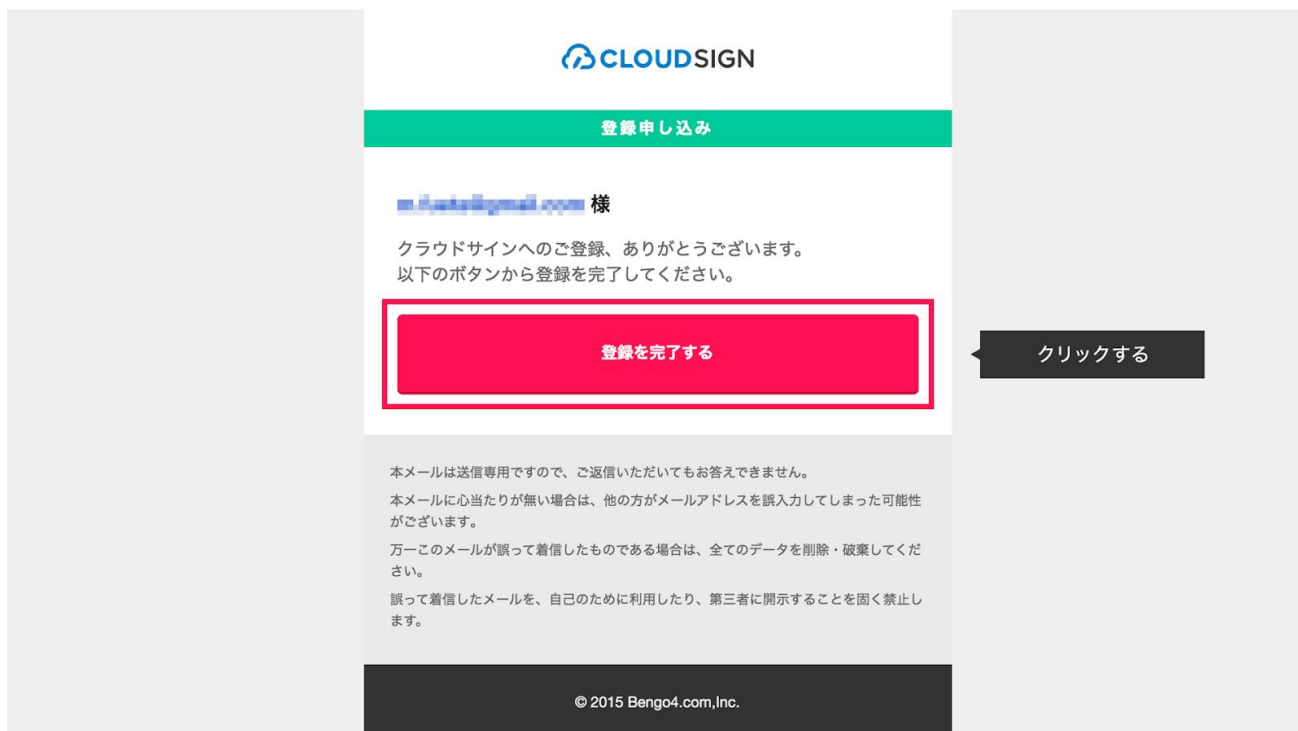 CLOUDSIGN
登録申し込み
様
クラウドサインへのご登録、ありがとうございます。
以下のボタンから登録を完了してください。
登録を完了する
クリックする
本メールは送信専用ですので、ご返信いただいてもお答えできません。
本メールに心当たりが無い場合は、他の方がメールアドレスを誤入力してしまった可能性
がございます。
万一このメールが誤って着信したものである場合は、全てのデータを削除・破棄してくだ
さい。
誤って着信したメールを、自己のために利用したり、第三者に開示することを固く禁止し
ます。
© 2015 Bengo4.com,Inc.